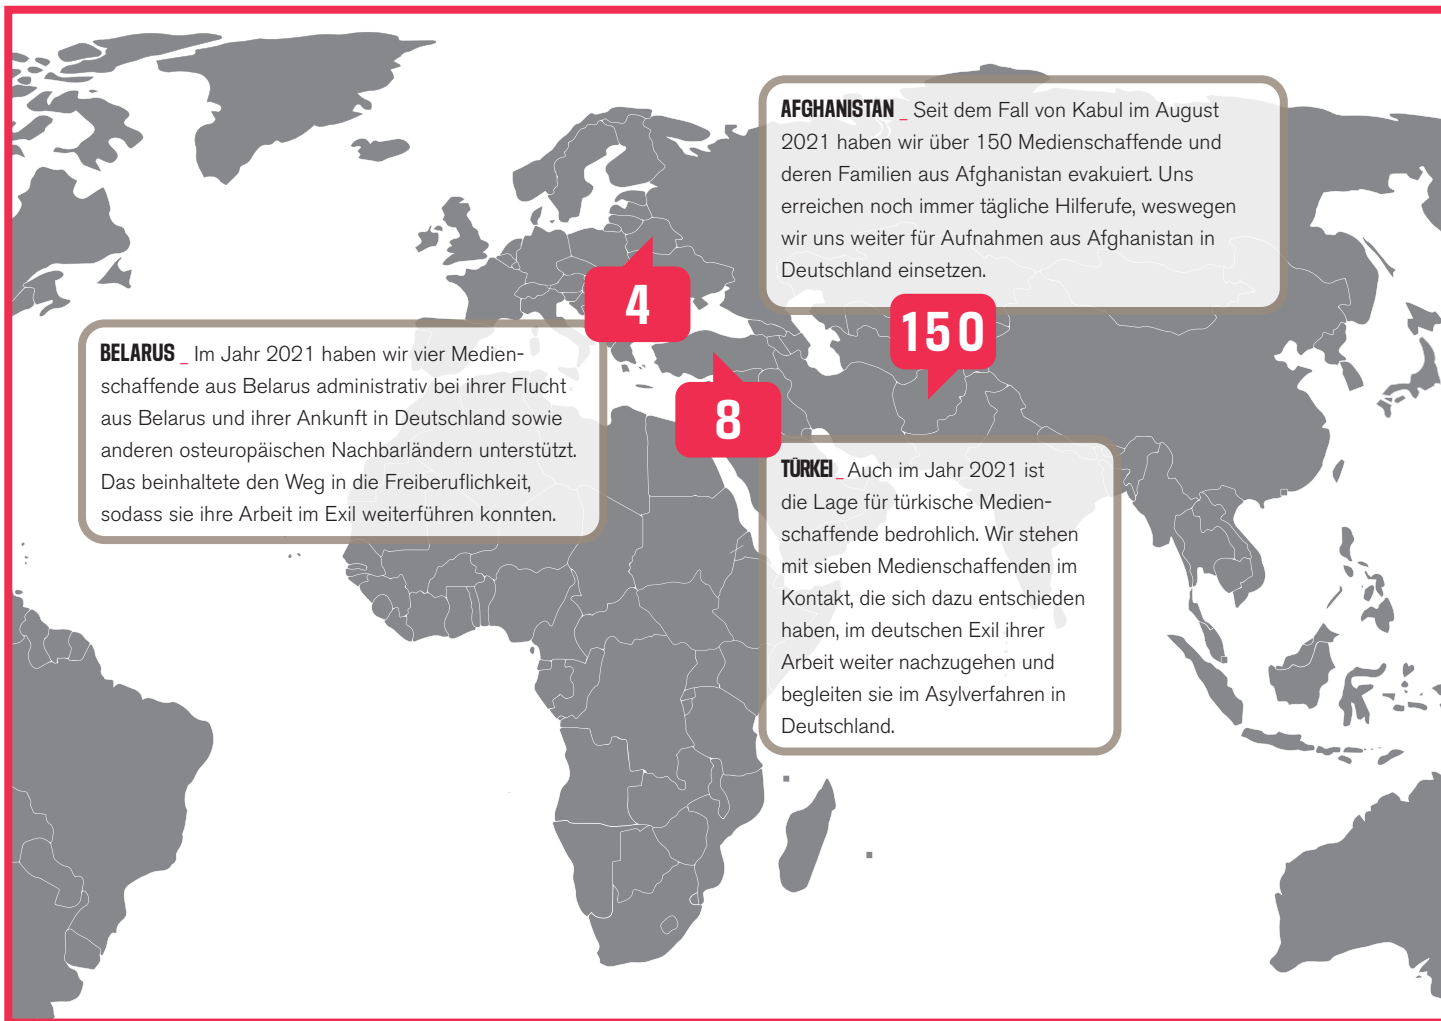 AFGHANISTAN _ Seit dem Fall von Kabul im August
2021 haben wir über 150 Medienschaffende und
deren Familien aus Afghanistan evakuiert. Uns
erreichen noch immer tägliche Hilferufe, weswegen
wir uns weiter für Aufnahmen aus Afghanistan in
Deutschland einsetzen.
4
150
BELARUS _ Im Jahr 2021 haben wir vier Medien-
schaffende aus Belarus administrativ bei ihrer Flucht
aus Belarus und ihrer Ankunft in Deutschland sowie
anderen osteuropäischen Nachbarländern unterstützt.
Das beinhaltete den Weg in die Freiberuflichkeit,
sodass sie ihre Arbeit im Exil weiterführen konnten.
8
TÜRKEI _ Auch im Jahr 2021 ist
die Lage für türkische Medien-
schaffende bedrohlich. Wir stehen
mit sieben Medienschaffenden im
Kontakt, die sich dazu entschieden
haben, im deutschen Exil ihrer
Arbeit weiter nachzugehen und
begleiten sie im Asylverfahren in
Deutschland.